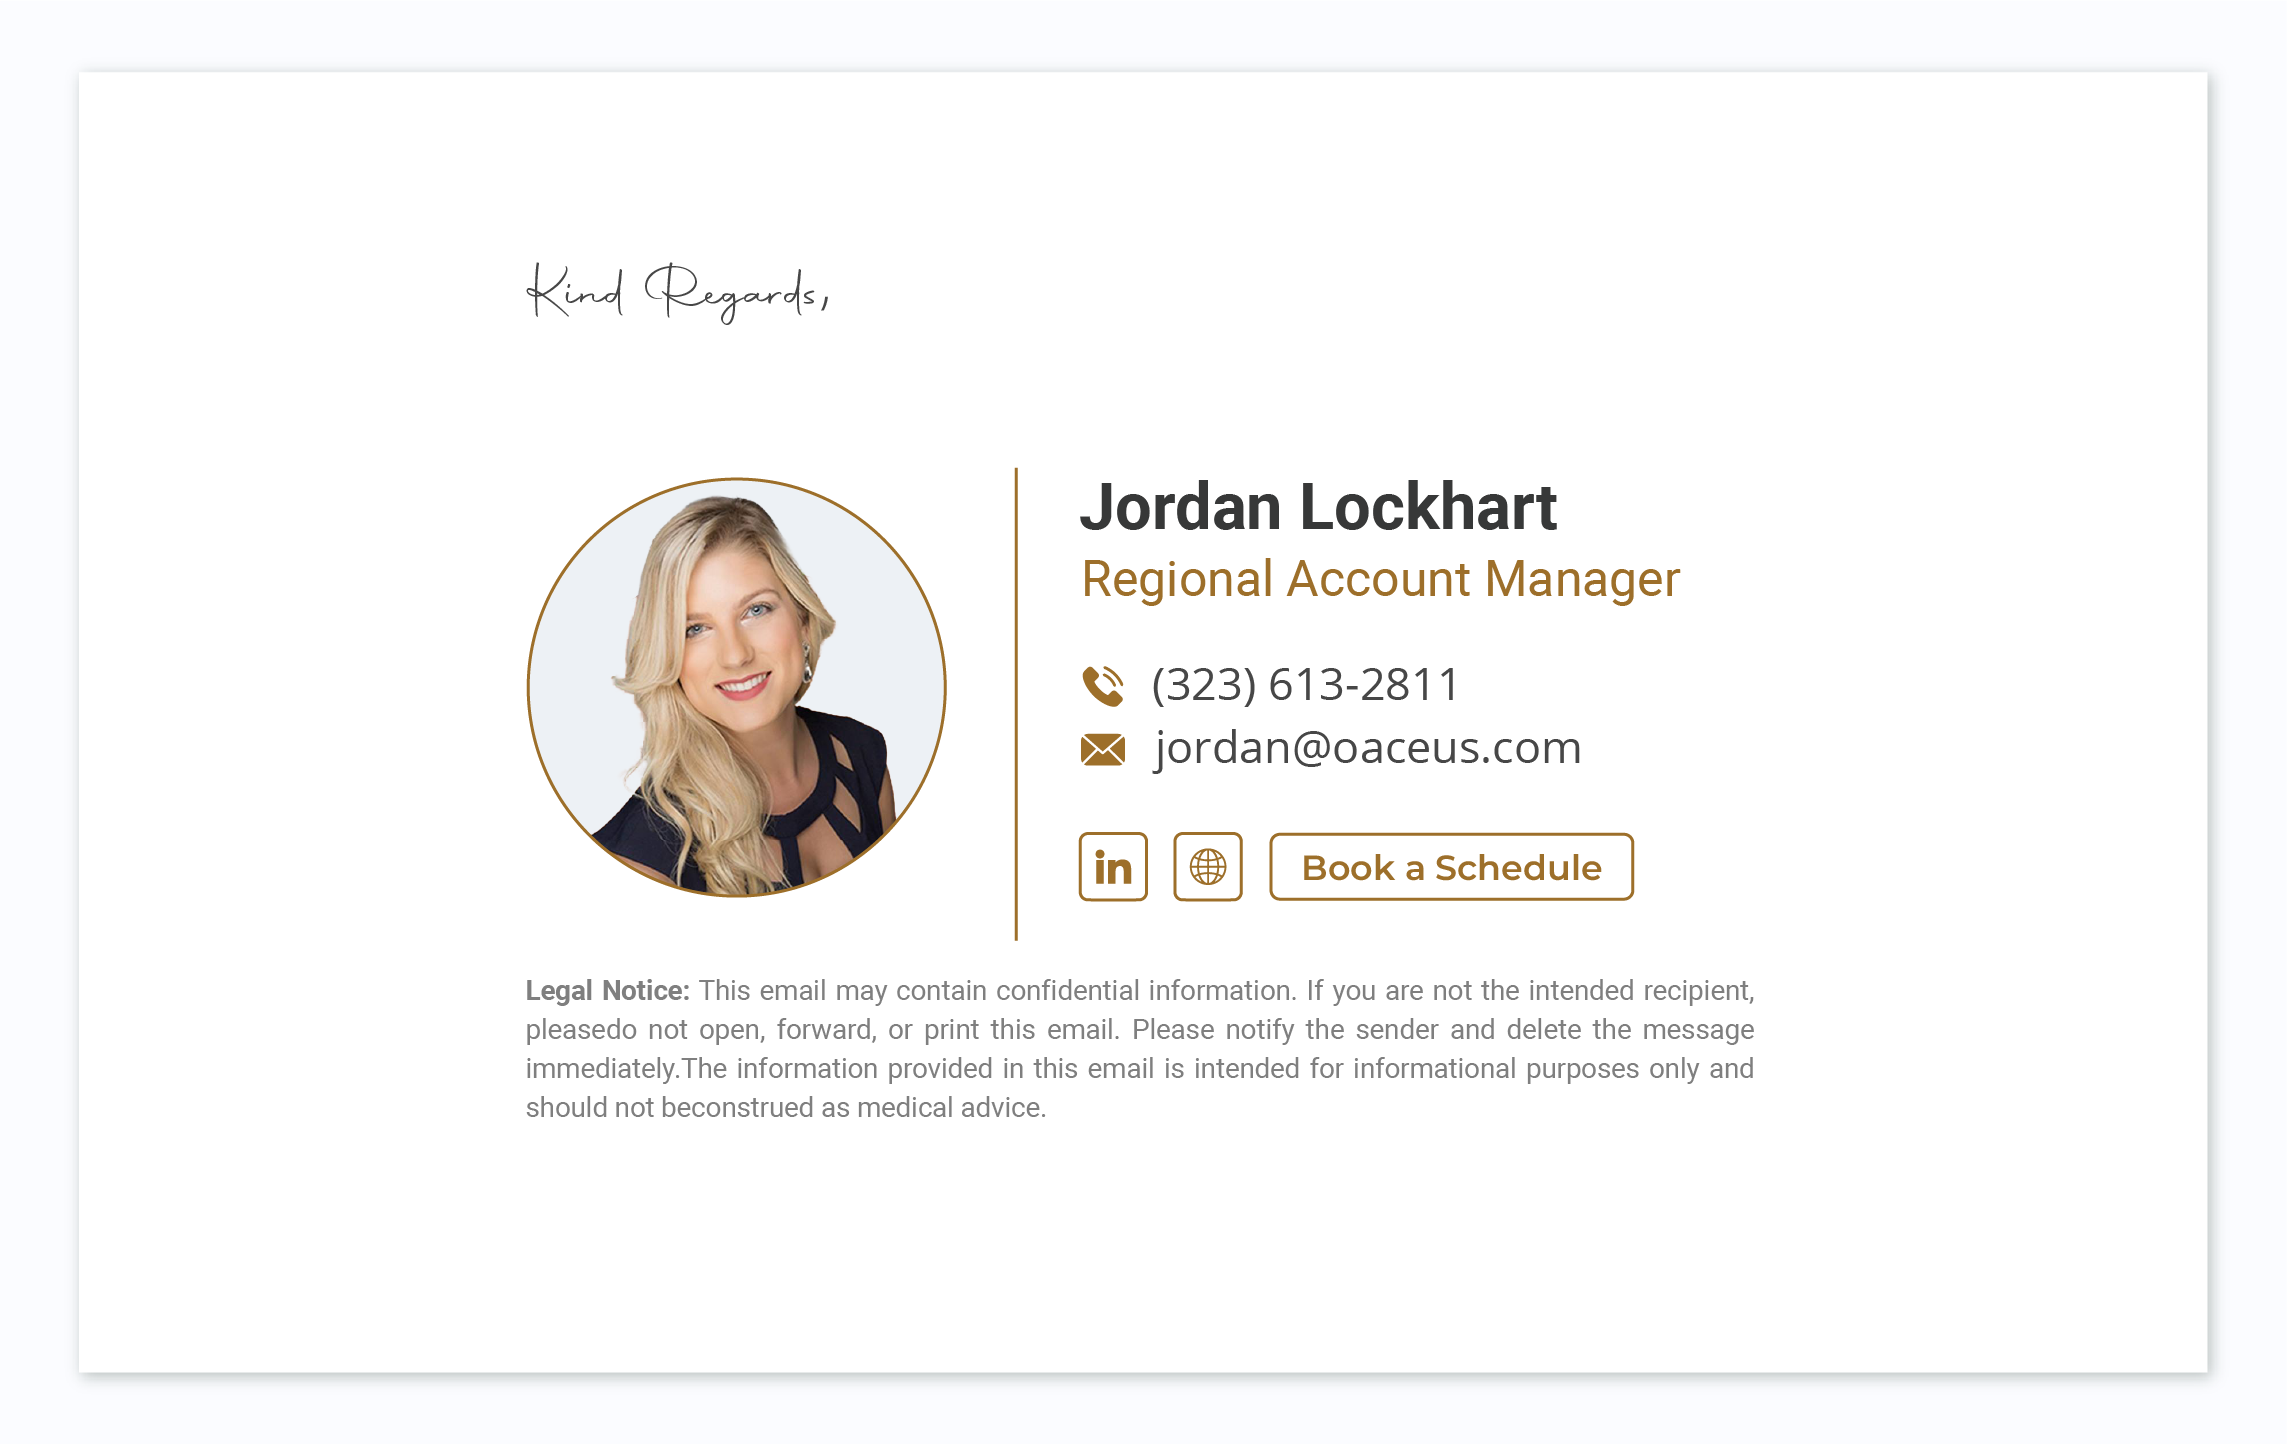 Kind Regards,
Jordan Lockhart
Regional Account Manager
(323) 613-2811
jordan@oaceus.com
in
Book a Schedule
Legal Notice: This email may contain confidential information. If you are not the intended recipient,
pleasedo not open, forward, or print this email. Please notify the sender and delete the message
immediately.The information provided in this email is intended for informational purposes only and
should not beconstrued as medical advice.